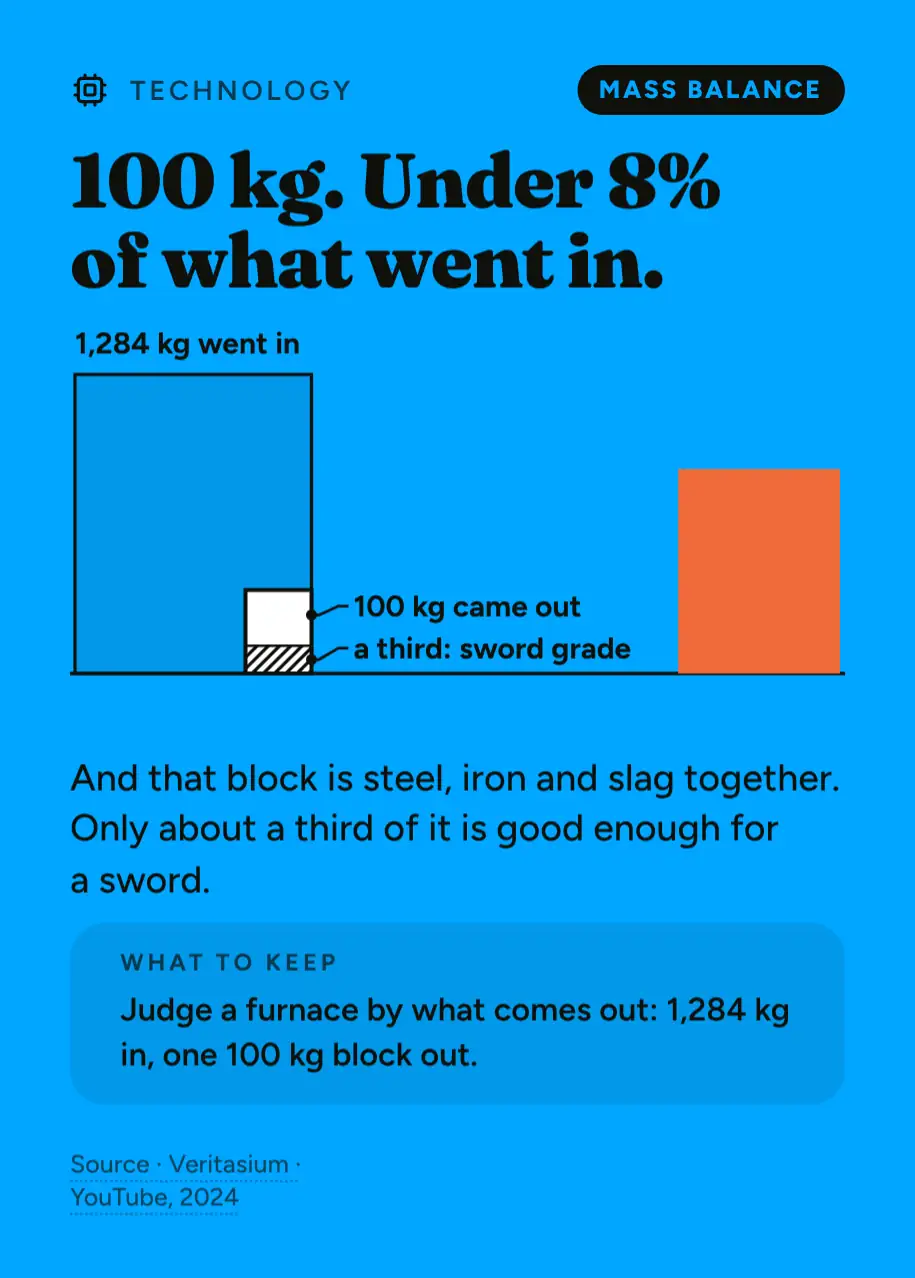 TECHNOLOGY
MASS BALANCE
100 kg. Under 8%
of what went in.
1,284 kg went in
100 kg came out
a third: sword grade
And that block is steel, iron and slag together.
Only about a third of it is good enough for
a sword.
WHAT TO KEEP
Judge a furnace by what comes out: 1,284 kg
in, one 100 kg block out.
Source · Veritasium ·
YouTube, 2024